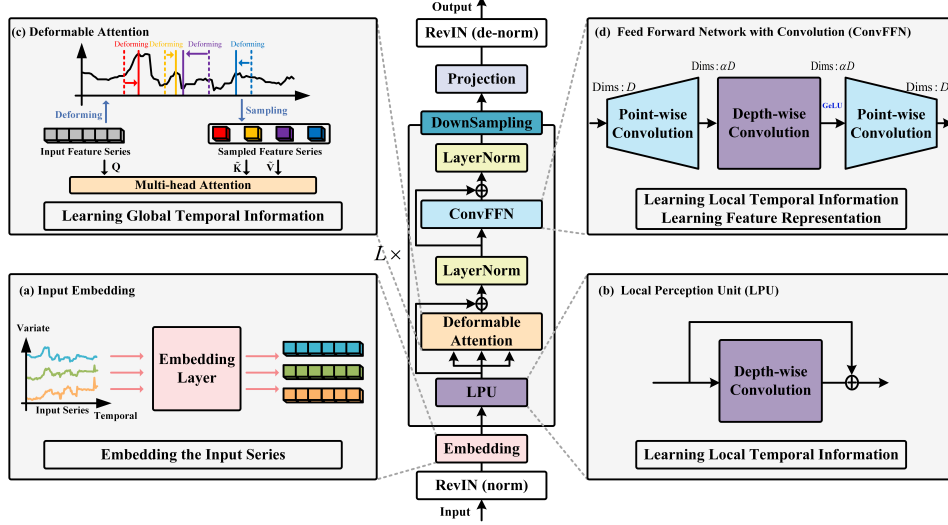 (c) Deformable Attention
Deforming
Deforming
Deforming
Deforming
Deforming
Sampling
Input Feature Series
Sampled Feature Series
Q
K̃
Ṽ
Multi-head Attention
Learning Global Temporal Information
(a) Input Embedding
Variate
Input Series
Temporal
Embedding
Layer
Embedding the Input Series
Output
RevIN (de-norm)
Projection
DownSampling
LayerNorm
ConvFFN
L ×
LayerNorm
Deformable
Attention
LPU
Embedding
RevIN (norm)
Input
(d) Feed Forward Network with Convolution (ConvFFN)
Dims: D
Dims: αD
Dims: αD
Dims: D
Point-wise
Convolution
Depth-wise
Convolution
GeLU
Point-wise
Convolution
Learning Local Temporal Information
Learning Feature Representation
(b) Local Perception Unit (LPU)
Depth-wise
Convolution
Learning Local Temporal Information